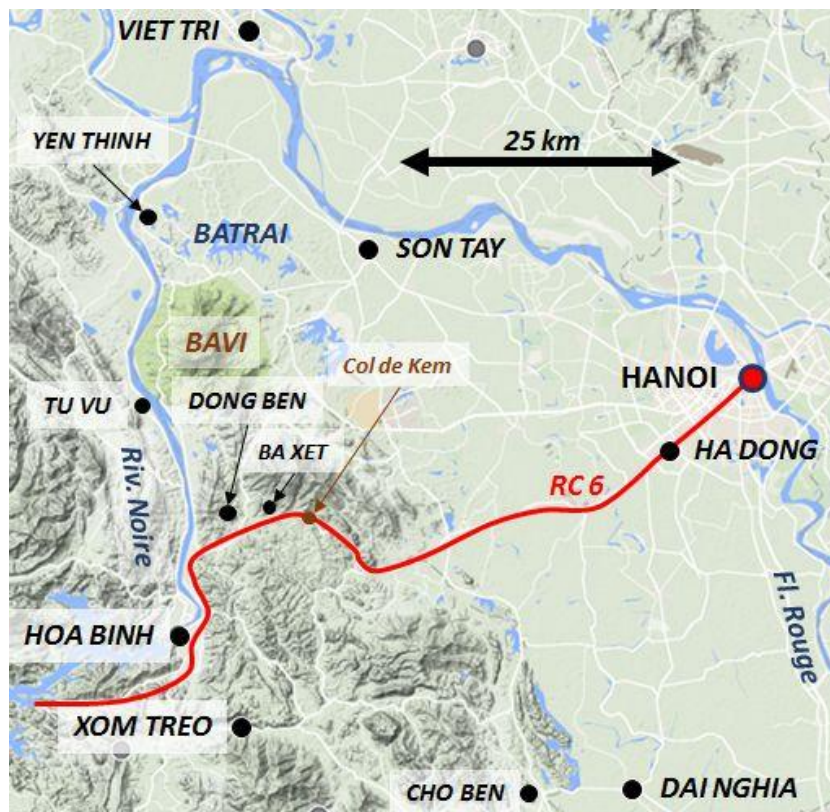 VIET TRI
YEN THINH
25 km
BATRAI
SON TAY
BAVI
Col de Kem
HANOI
TU VU
DONG BEN
BA XET
HA DONG
RC 6
Riv. Noire
Fl. Rouge
HOA BINH
XOM TREO
CHO BEN
DAI NGHIA